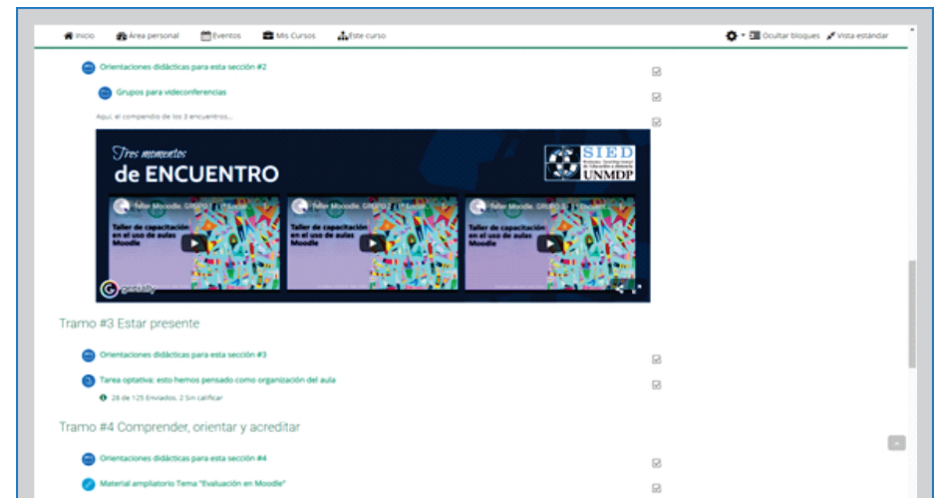 Inicio Área personal Eventos Mis Cursos Este curso Ocultar bloques Vista estándar
Orientaciones didácticas para esta sección #2
Grupos para videoconferencias
Aquí, el compendio de los 3 encuentros...
Tres momentos
de ENCUENTRO
SIED
UNMDP
Taller Moodle. GRUPO Taller Moodle. GRUPO Taller Moodle. GRUPO
Taller de capacitación Taller de capacitación Taller de capacitación
en el uso de aulas en el uso de aulas en el uso de aulas
Moodle Moodle Moodle
genially
Tramo #3 Estar presente
Orientaciones didácticas para esta sección #3
Tarea optativa: esto hemos pensado como organización del aula
28 de 125 Enviados, 2 Sin calificar
Tramo #4 Comprender, orientar y acreditar
Orientaciones didácticas para esta sección #4
Material ampliatorio Tema "Evaluación en Moodle"